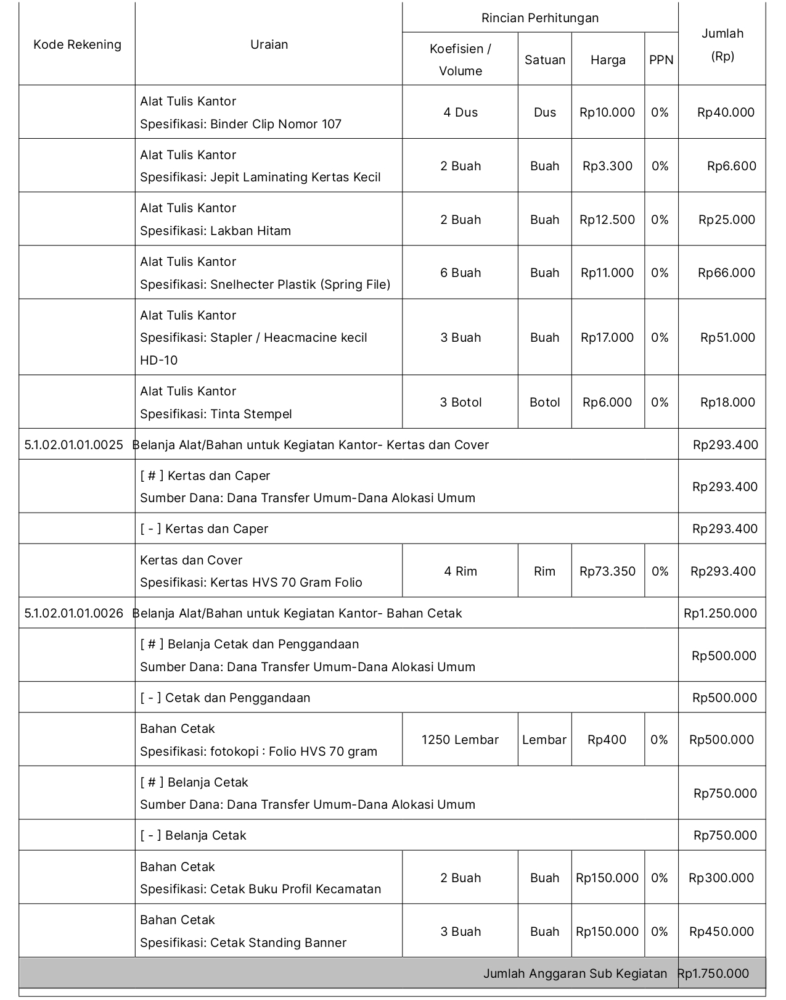 Kode Rekening
Uraian
Rincian Perhitungan
Jumlah
(Rp)
Koefisien /
Volume
Satuan
Harga
PPN
Alat Tulis Kantor
Spesifikasi: Binder Clip Nomor 107
4 Dus
Dus
Rp10.000
0%
Rp40.000
Alat Tulis Kantor
Spesifikasi: Jepit Laminating Kertas Kecil
2 Buah
Buah
Rp3.300
0%
Rp6.600
Alat Tulis Kantor
Spesifikasi: Lakban Hitam
2 Buah
Buah
Rp12.500
0%
Rp25.000
Alat Tulis Kantor
Spesifikasi: Snelhecter Plastik (Spring File)
6 Buah
Buah
Rp11.000
0%
Rp66.000
Alat Tulis Kantor
Spesifikasi: Stapler / Heacmacine kecil
HD-10
3 Buah
Buah
Rp17.000
0%
Rp51.000
Alat Tulis Kantor
Spesifikasi: Tinta Stempel
3 Botol
Botol
Rp6.000
0%
Rp18.000
5.1.02.01.01.0025 Belanja Alat/Bahan untuk Kegiatan Kantor- Kertas dan Cover
Rp293.400
[ # ] Kertas dan Caper
Sumber Dana: Dana Transfer Umum-Dana Alokasi Umum
Rp293.400
[ - ] Kertas dan Caper
Rp293.400
Kertas dan Cover
Spesifikasi: Kertas HVS 70 Gram Folio
4 Rim
Rim
Rp73.350
0%
Rp293.400
5.1.02.01.01.0026 Belanja Alat/Bahan untuk Kegiatan Kantor- Bahan Cetak
Rp1.250.000
[ # ] Belanja Cetak dan Penggandaan
Sumber Dana: Dana Transfer Umum-Dana Alokasi Umum
Rp500.000
[ - ] Cetak dan Penggandaan
Rp500.000
Bahan Cetak
Spesifikasi: fotokopi : Folio HVS 70 gram
1250 Lembar
Lembar
Rp400
0%
Rp500.000
[ # ] Belanja Cetak
Sumber Dana: Dana Transfer Umum-Dana Alokasi Umum
Rp750.000
[ - ] Belanja Cetak
Rp750.000
Bahan Cetak
Spesifikasi: Cetak Buku Profil Kecamatan
2 Buah
Buah
Rp150.000
0%
Rp300.000
Bahan Cetak
Spesifikasi: Cetak Standing Banner
3 Buah
Buah
Rp150.000
0%
Rp450.000
Jumlah Anggaran Sub Kegiatan
Rp1.750.000